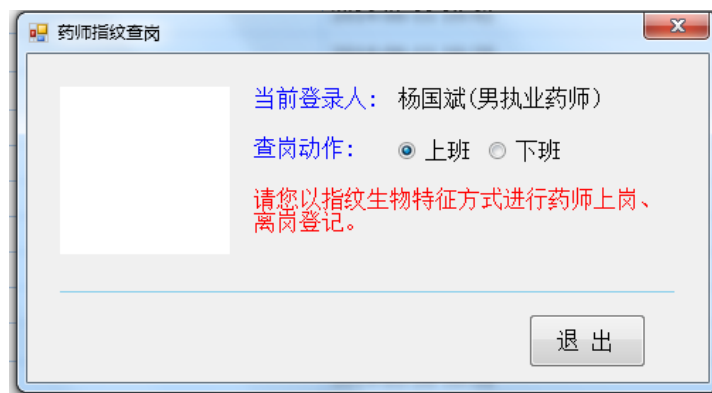 药师指纹查岗
当前登录人： 杨国斌(男执业药师)
查岗动作： 上班 下班
请您以指纹生物特征方式进行药师上岗、
离岗登记。
退 出